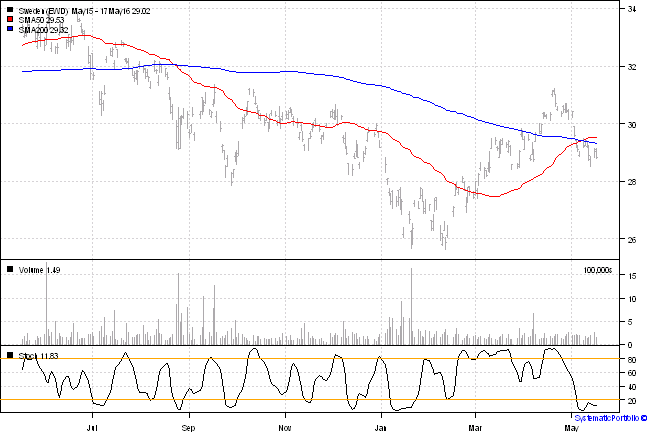 Sweden (EWD) May15 - 17May16 29.02
SMA50 29.53
SMA200 29.32
34
32
30
28
26
Volume 1.49
100,000s
15
10
5
0
Stoch 11.83
80
60
40
20
Jul
Sep
Nov
Jan
Mar
May
SystematicPortfolio ©